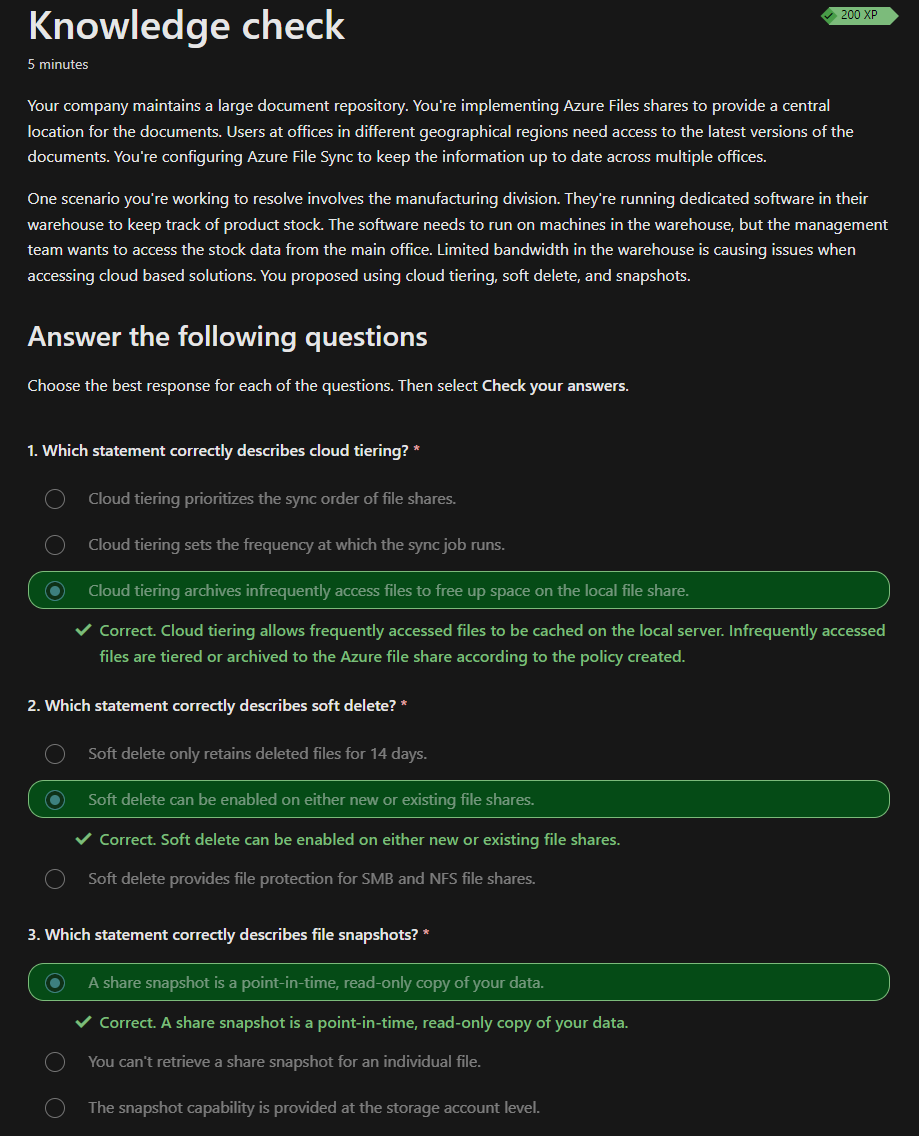 Knowledge check
200 XP
5 minutes
Your company maintains a large document repository. You're implementing Azure Files shares to provide a central
location for the documents. Users at offices in different geographical regions need access to the latest versions of the
documents. You're configuring Azure File Sync to keep the information up to date across multiple offices.
One scenario you're working to resolve involves the manufacturing division. They're running dedicated software in their
warehouse to keep track of product stock. The software needs to run on machines in the warehouse, but the management
team wants to access the stock data from the main office. Limited bandwidth in the warehouse is causing issues when
accessing cloud based solutions. You proposed using cloud tiering, soft delete, and snapshots.
Answer the following questions
Choose the best response for each of the questions. Then select Check your answers.
1. Which statement correctly describes cloud tiering? *
Cloud tiering prioritizes the sync order of file shares.
Cloud tiering sets the frequency at which the sync job runs.
Cloud tiering archives infrequently access files to free up space on the local file share.
Correct. Cloud tiering allows frequently accessed files to be cached on the local server. Infrequently accessed
files are tiered or archived to the Azure file share according to the policy created.
2. Which statement correctly describes soft delete? *
Soft delete only retains deleted files for 14 days.
Soft delete can be enabled on either new or existing file shares.
Correct. Soft delete can be enabled on either new or existing file shares.
Soft delete provides file protection for SMB and NFS file shares.
3. Which statement correctly describes file snapshots? *
A share snapshot is a point-in-time, read-only copy of your data.
Correct. A share snapshot is a point-in-time, read-only copy of your data.
You can't retrieve a share snapshot for an individual file.
The snapshot capability is provided at the storage account level.